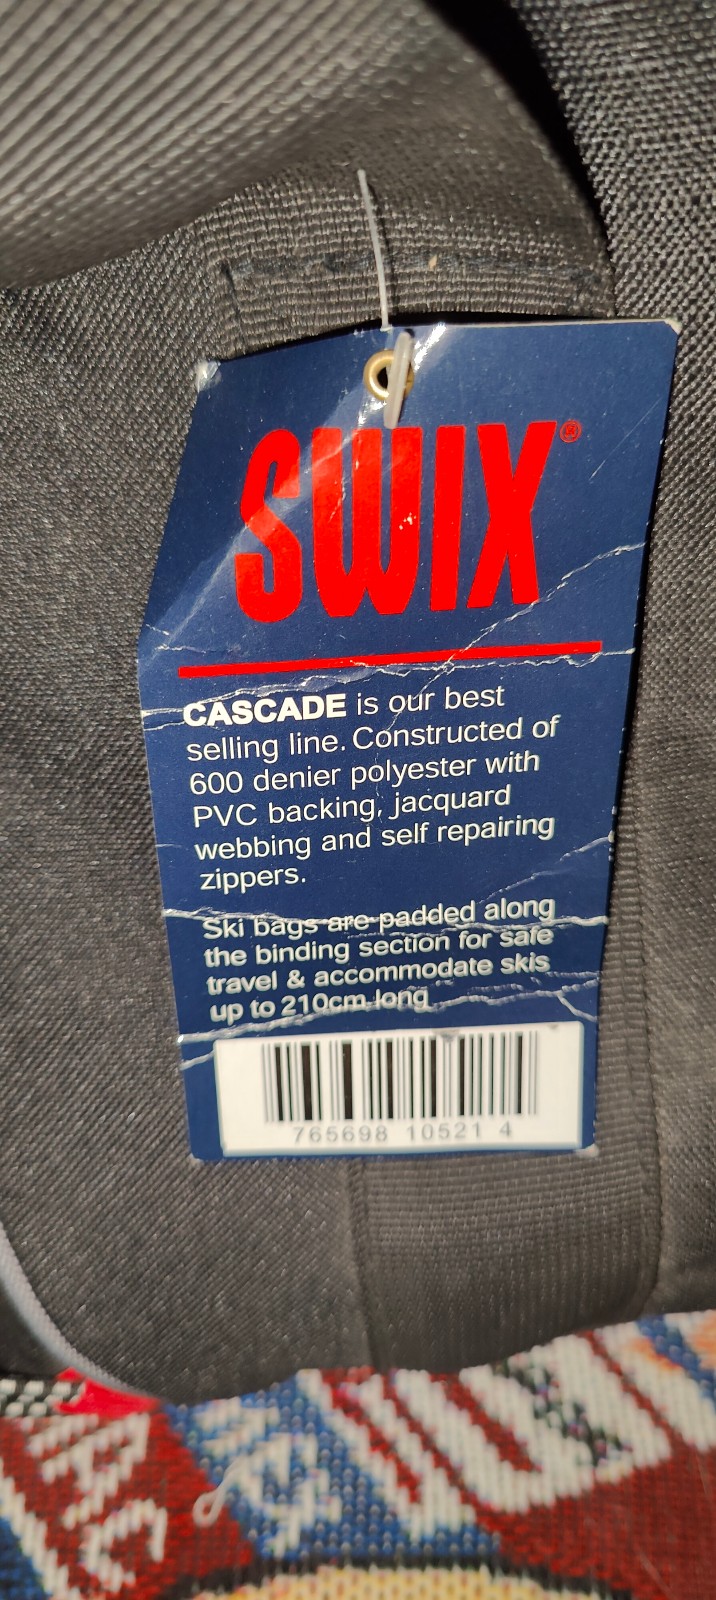 SWIX®
CASCADE is our best
selling line. Constructed of
600 denier polyester with
PVC backing, jacquard
webbing and self repairing
zippers.
Ski bags are padded along
the binding section for safe
travel & accommodate skis
up to 210cm long
765698 10521 4